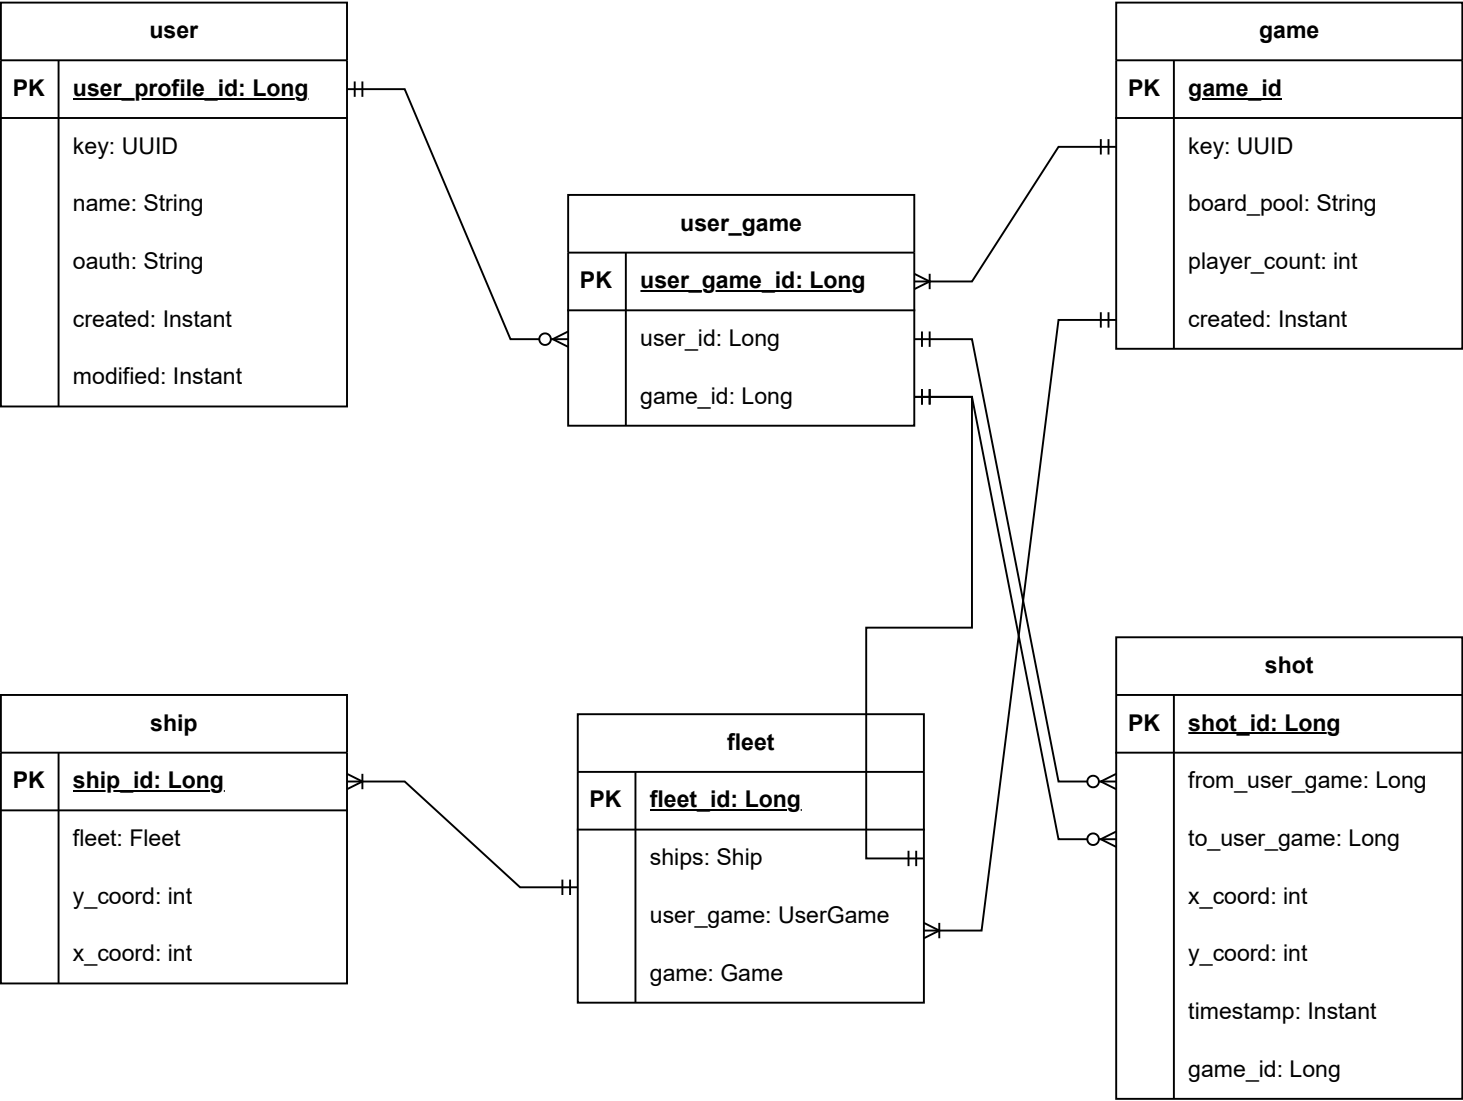 user
PK user_profile_id: Long
key: UUID
name: String
oauth: String
created: Instant
modified: Instant
game
PK game_id
key: UUID
board_pool: String
player_count: int
created: Instant
user_game
PK user_game_id: Long
user_id: Long
game_id: Long
ship
PK ship_id: Long
fleet: Fleet
y_coord: int
x_coord: int
fleet
PK fleet_id: Long
ships: Ship
user_game: UserGame
game: Game
shot
PK shot_id: Long
from_user_game: Long
to_user_game: Long
x_coord: int
y_coord: int
timestamp: Instant
game_id: Long